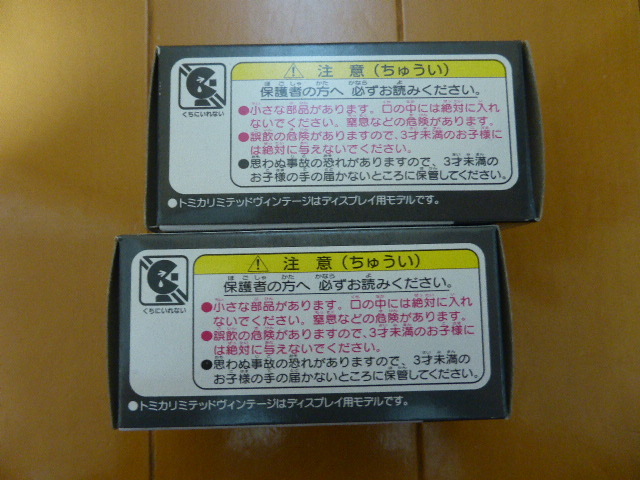 ⚠ 注意(ちゅうい)
保護者の方へ 必ずお読みください。
●小さな部品があります。口の中には絶対に入れ
ないでください。窒息などの危険があります。
●誤飲の危険がありますので、3才未満のお子様に
は絶対に与えないでください。
●思わぬ事故の恐れがありますので、3才未満の
お子様の手の届かないところに保管してください。
くちにいれない
●トミカリミテッドヴィンテージはディスプレイ用モデルです。
⚠ 注意(ちゅうい)
保護者の方へ 必ずお読みください。
●小さな部品があります。口の中には絶対に入れ
ないでください。窒息などの危険があります。
●誤飲の危険がありますので、3才未満のお子様に
は絶対に与えないでください。
●思わぬ事故の恐れがありますので、3才未満の
お子様の手の届かないところに保管してください。
くちにいれない
●トミカリミテッドヴィンテージはディスプレイ用モデルです。